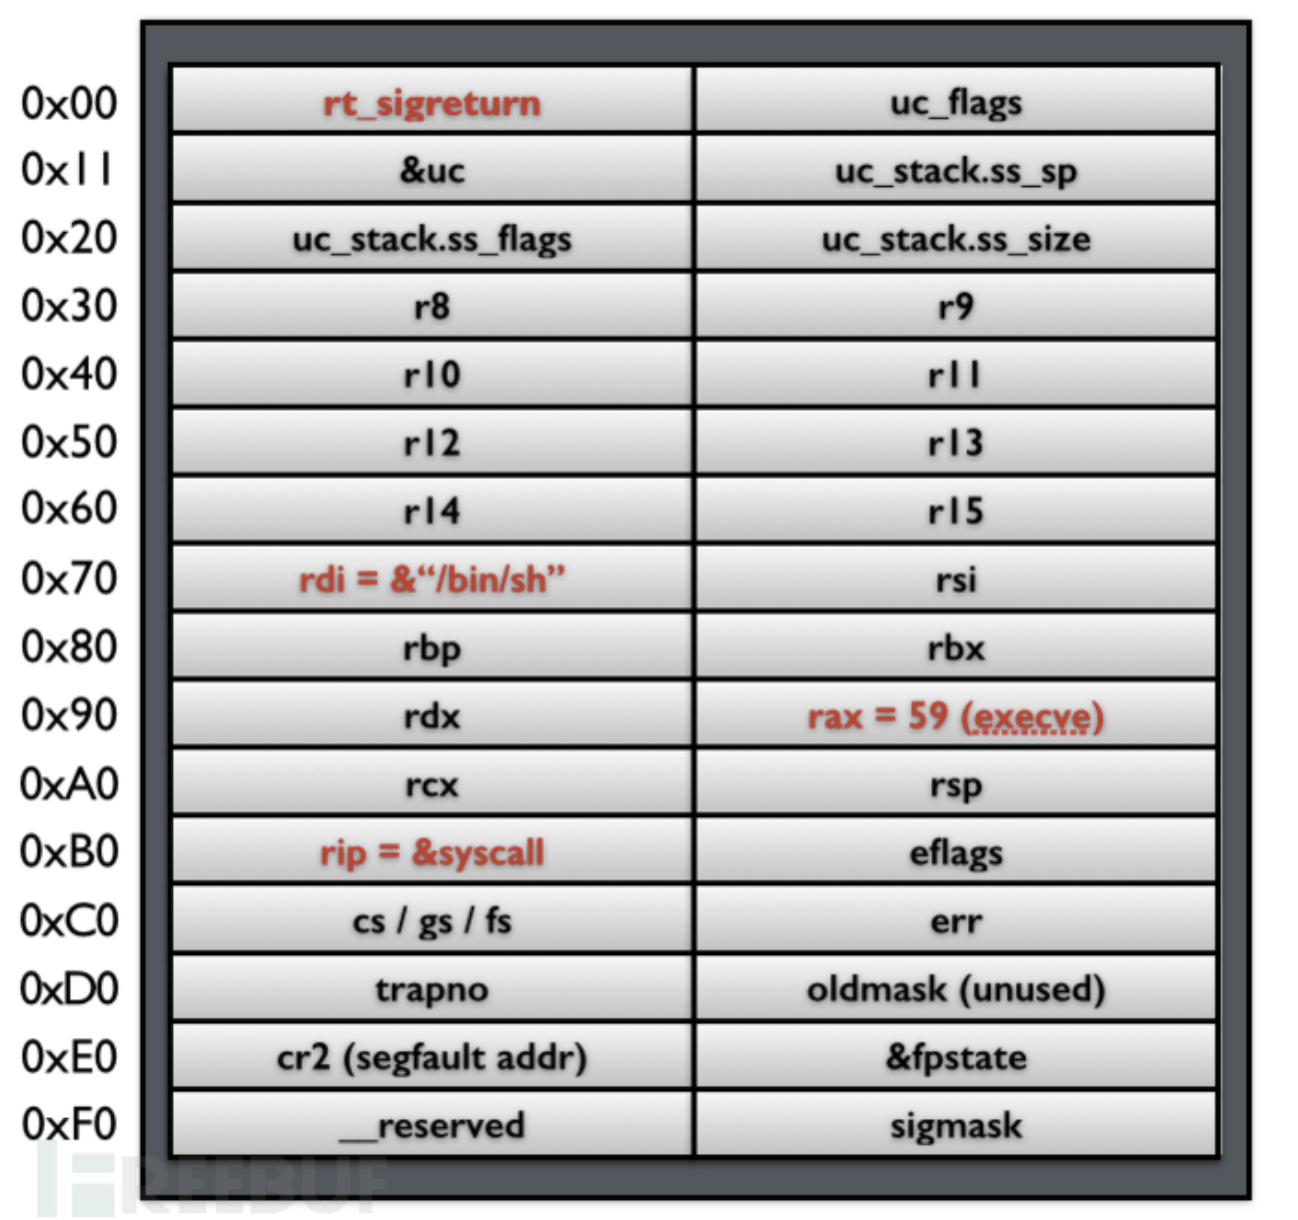 0x00 rt_sigreturn uc_flags
0x11 &uc uc_stack.ss_sp
0x20 uc_stack.ss_flags uc_stack.ss_size
0x30 r8 r9
0x40 r10 r11
0x50 r12 r13
0x60 r14 r15
0x70 rdi = &“/bin/sh” rsi
0x80 rbp rbx
0x90 rdx rax = 59 (execve)
0xA0 rcx rsp
0xB0 rip = &syscall eflags
0xC0 cs / gs / fs err
0xD0 trapno oldmask (unused)
0xE0 cr2 (segfault addr) &fpstate
0xF0 __reserved sigmask
FREEBUF